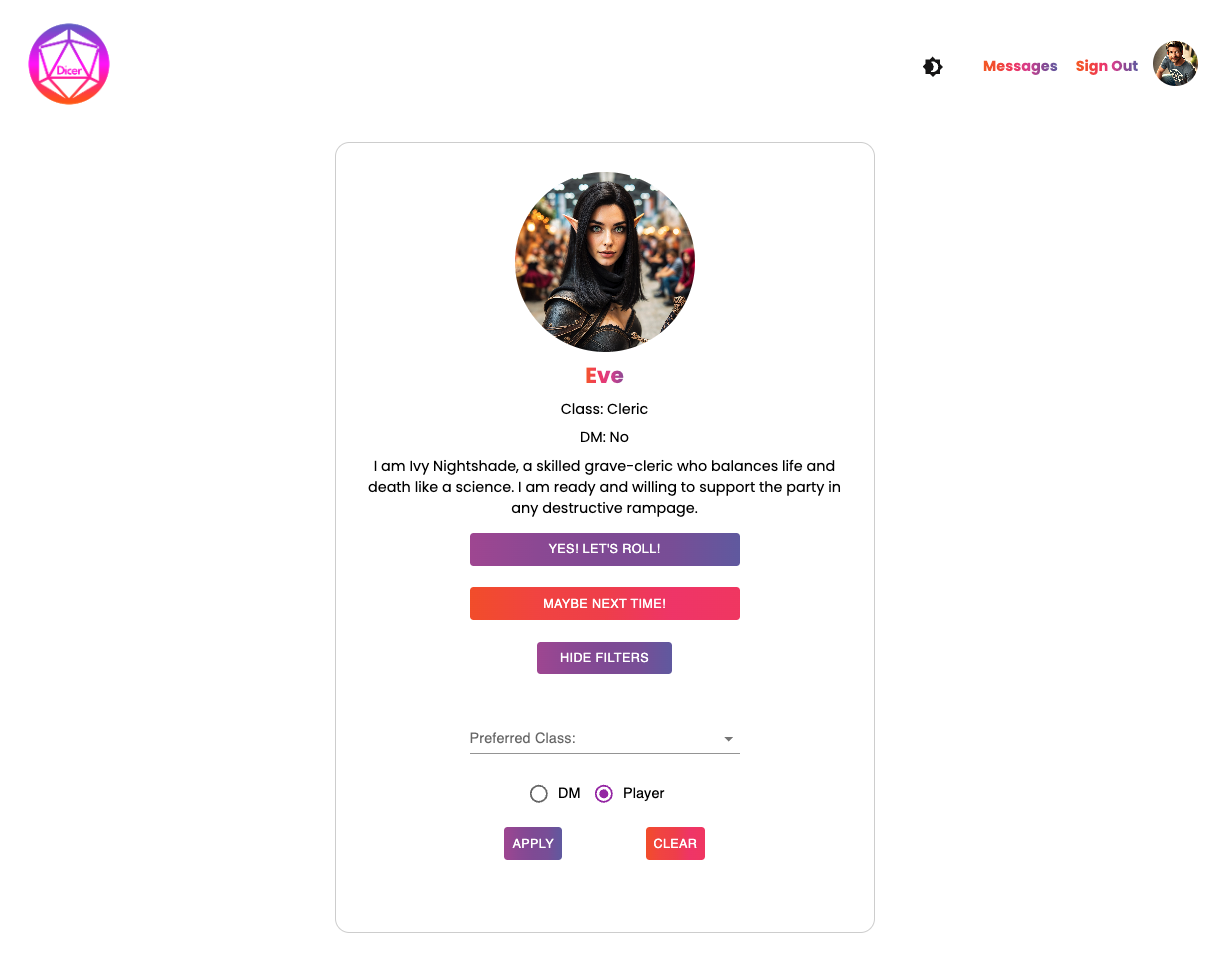 Dicer
Messages
Sign Out
Eve
Class: Cleric
DM: No
I am Ivy Nightshade, a skilled grave-cleric who balances life and
death like a science. I am ready and willing to support the party in
any destructive rampage.
YES! LET'S ROLL!
MAYBE NEXT TIME!
HIDE FILTERS
Preferred Class:
DM
Player
APPLY
CLEAR